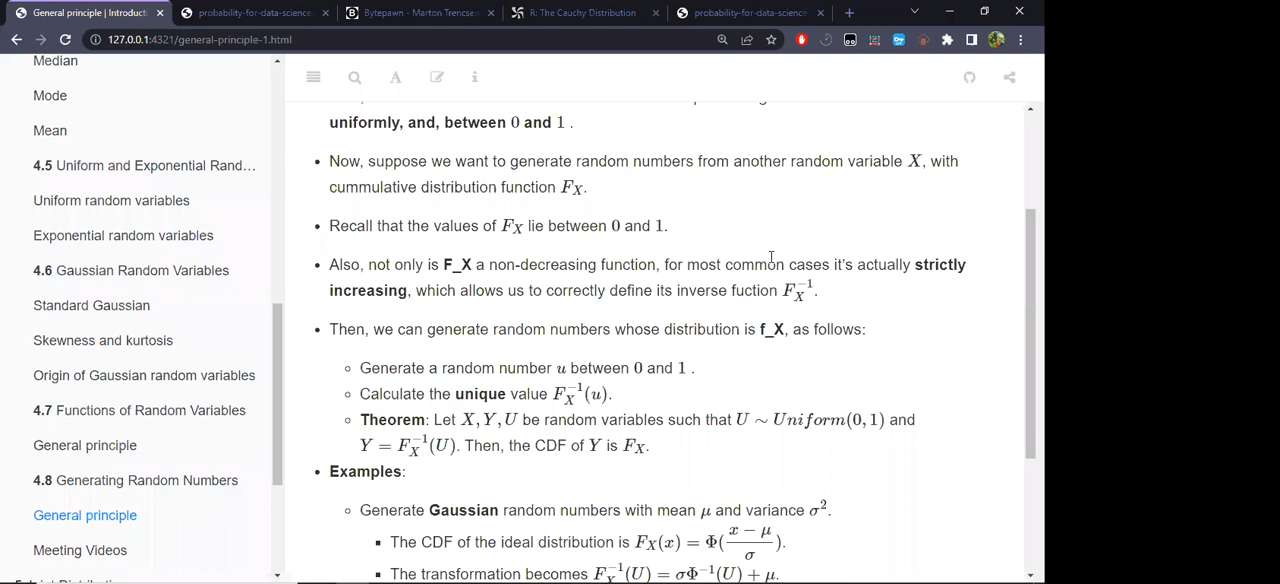 General principle | Introducti
probability-for-data-science
Bytepawn - Marton Trencse
R: The Cauchy Distribution
probability-for-data-science
127.0.0.1:4321/general-principle-1.html
Median
Mode
Mean
4.5 Uniform and Exponential Rand…
Uniform random variables
Exponential random variables
4.6 Gaussian Random Variables
Standard Gaussian
Skewness and kurtosis
Origin of Gaussian random variables
4.7 Functions of Random Variables
General principle
4.8 Generating Random Numbers
General principle
Meeting Videos
uniformly, and, between 0 and 1 .
• Now, suppose we want to generate random numbers from another random variable X, with
cummulative distribution function F_X.
• Recall that the values of F_X lie between 0 and 1.
• Also, not only is F_X a non-decreasing function, for most common cases it's actually strictly
increasing, which allows us to correctly define its inverse fuction F_X^{-1}.
• Then, we can generate random numbers whose distribution is f_X, as follows:
◦ Generate a random number u between 0 and 1 .
◦ Calculate the unique value F_X^{-1}(u).
◦ Theorem: Let X, Y, U be random variables such that U ∼ Uniform(0, 1) and
Y = F_X^{-1}(U). Then, the CDF of Y is F_X.
• Examples:
◦ Generate Gaussian random numbers with mean μ and variance σ².
▪ The CDF of the ideal distribution is F_X(x) = Φ((x − μ)/σ).
▪ The transformation becomes F_X^{-1}(U) = σΦ^{-1}(U) + μ.